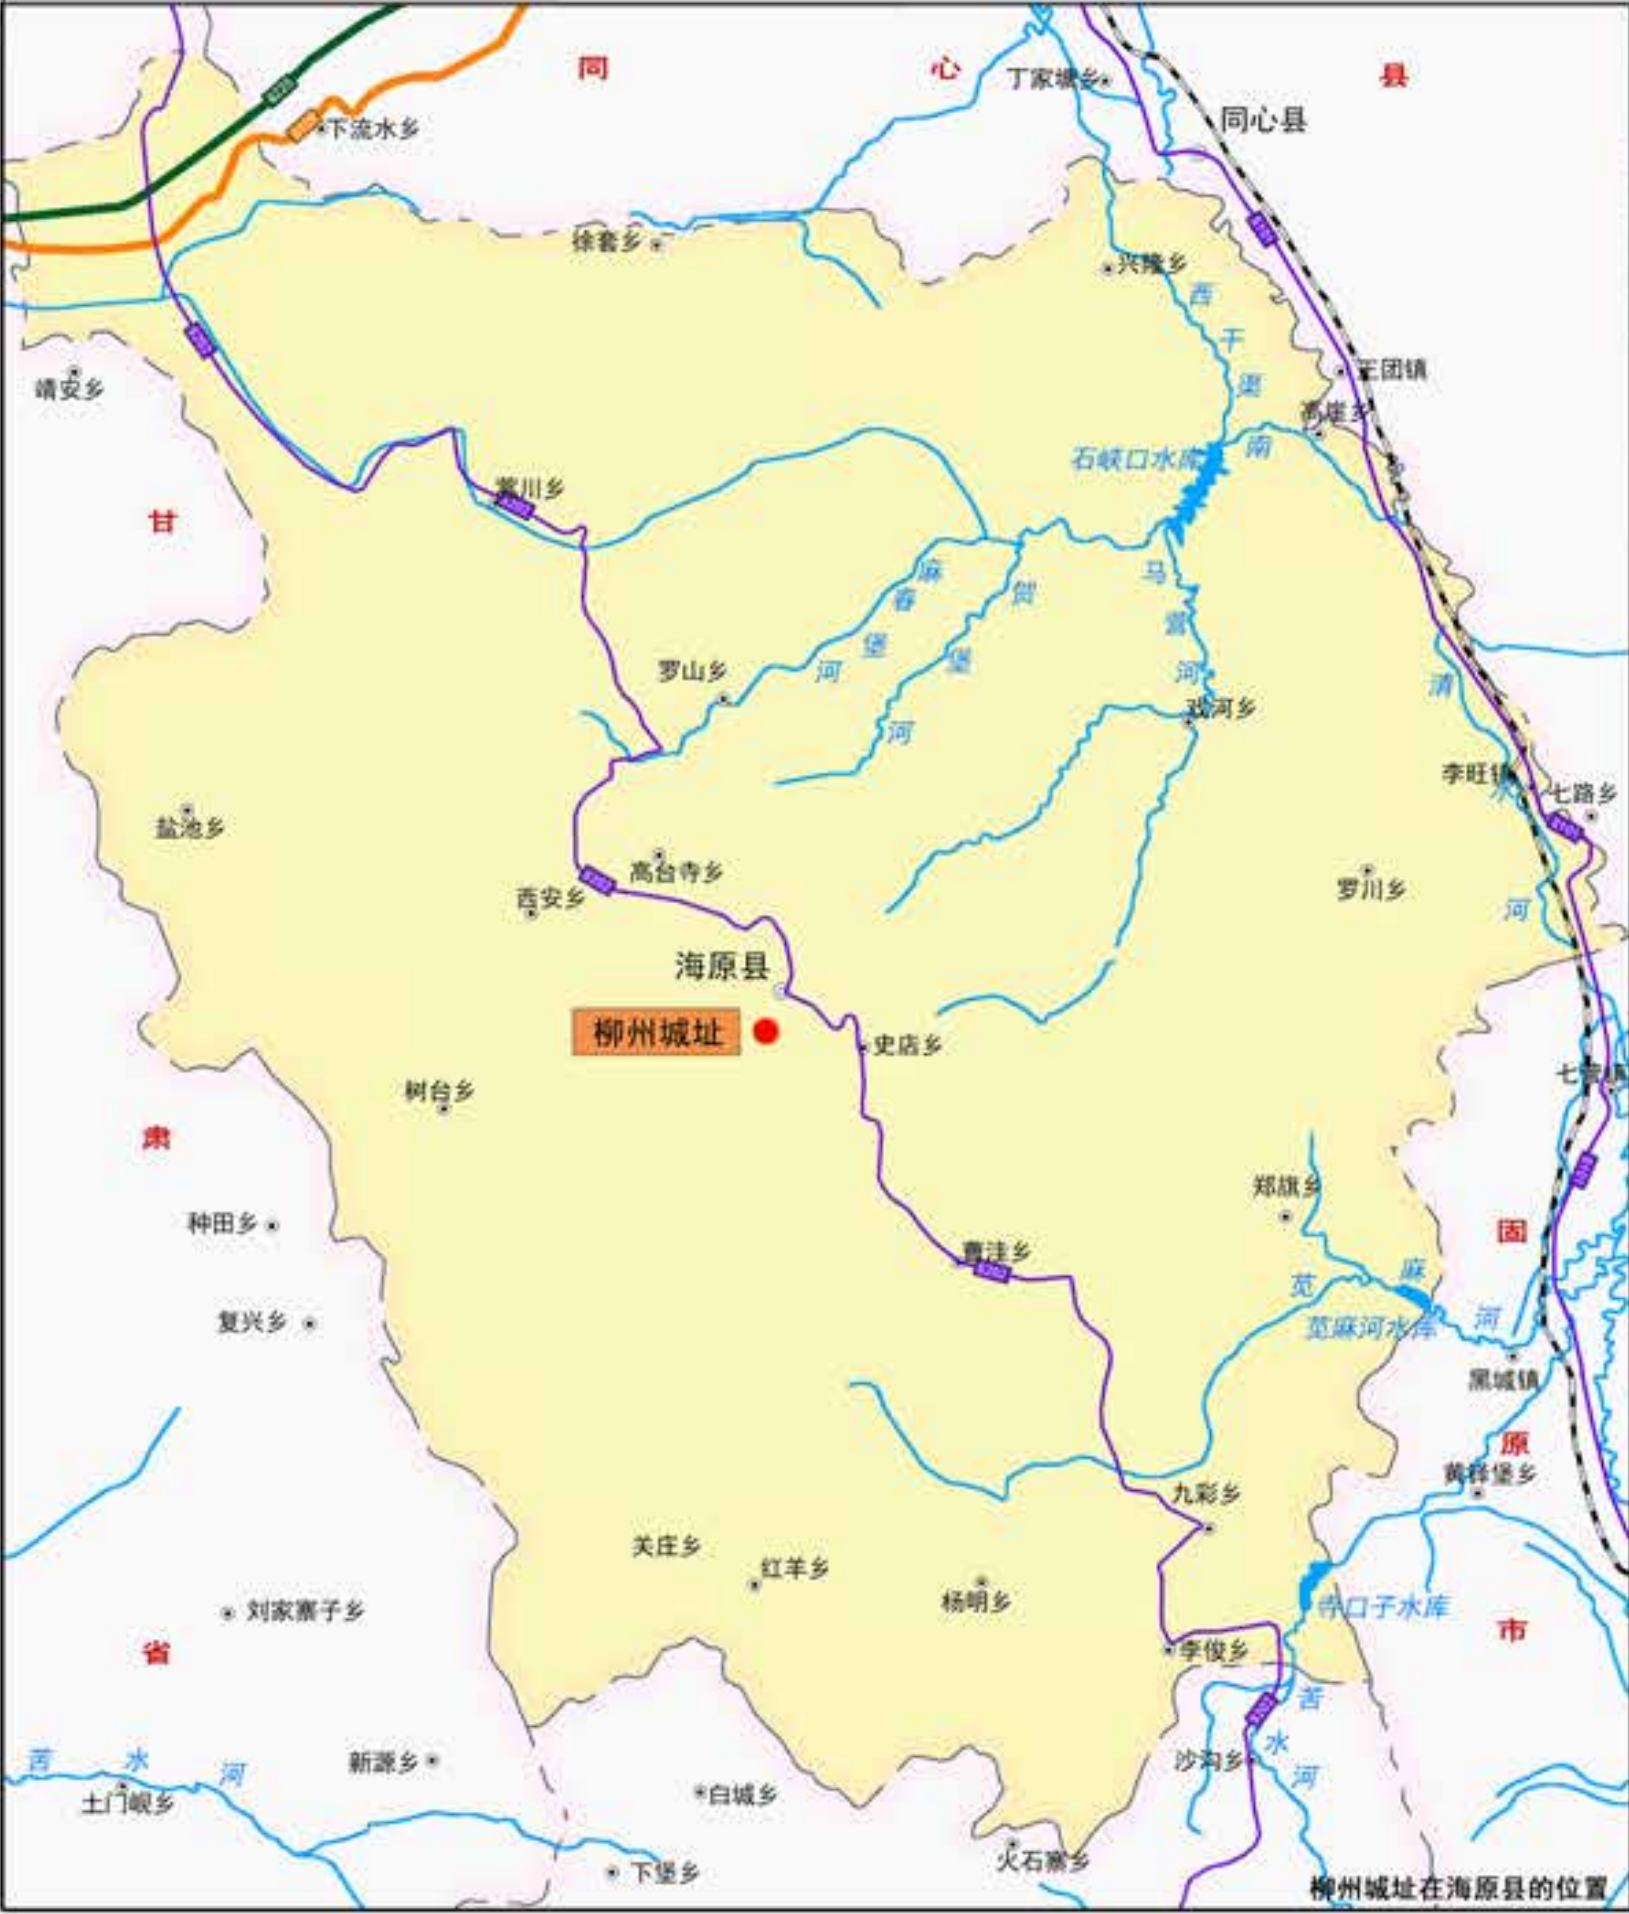 同 心 县
丁家塘乡
同心县
下流水乡
徐套乡
兴隆乡
西干渠
靖安乡
王团镇
高崖乡
南
石峡口水库
蒿川乡
甘
麻春堡河
贺堡河
马营河
罗山乡
戏河乡
清水河
李旺镇
七路乡
盐池乡
高台寺乡
西安乡
罗川乡
海原县
柳州城址
史店乡
七营镇
树台乡
肃
种田乡
郑旗乡
固
曹洼乡
苋麻河
苋麻河水库
复兴乡
黑城镇
原
黄铎堡乡
九彩乡
关庄乡
红羊乡
杨明乡
寺口子水库
刘家寨子乡
省
市
李俊乡
苦水河
沙沟乡
苦水河
新源乡
土门岘乡
白城乡
下堡乡
火石寨乡
柳州城址在海原县的位置